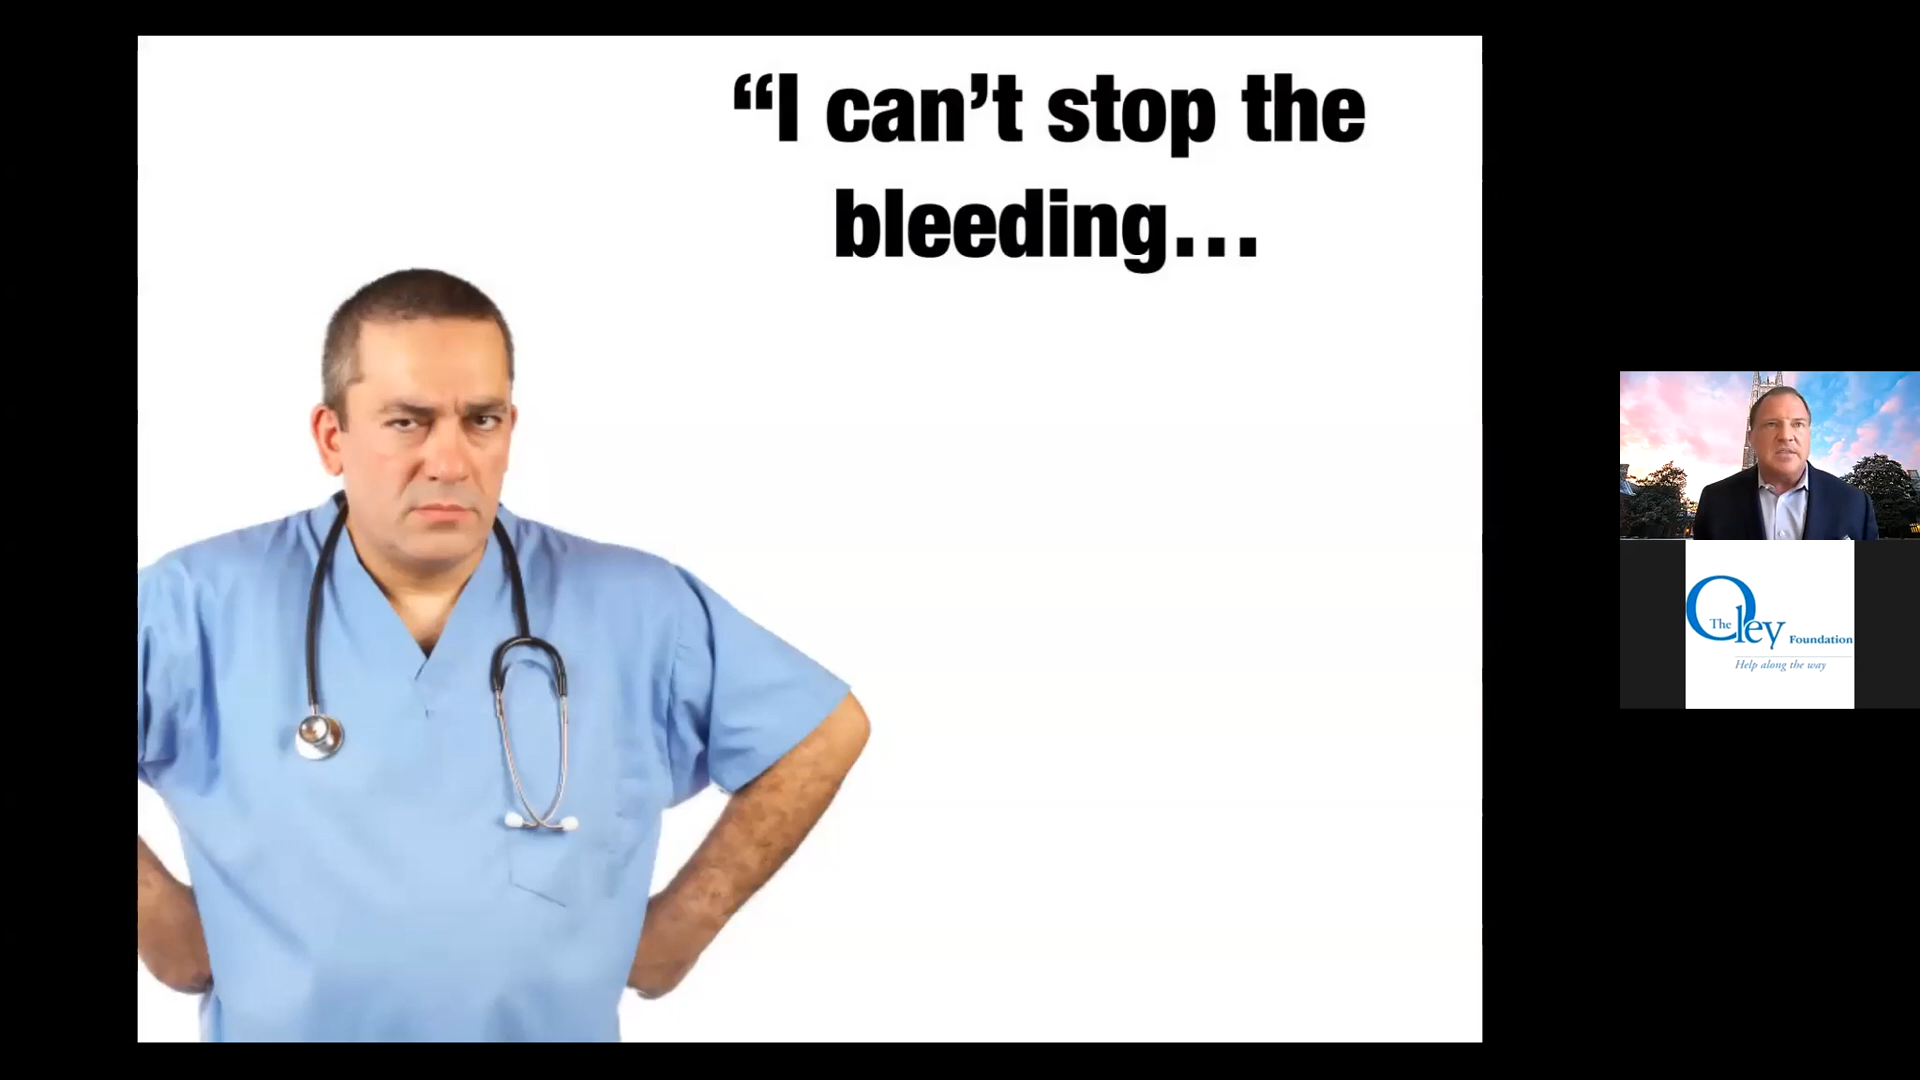 “I can’t stop the
bleeding…
The Oley Foundation
Help along the way